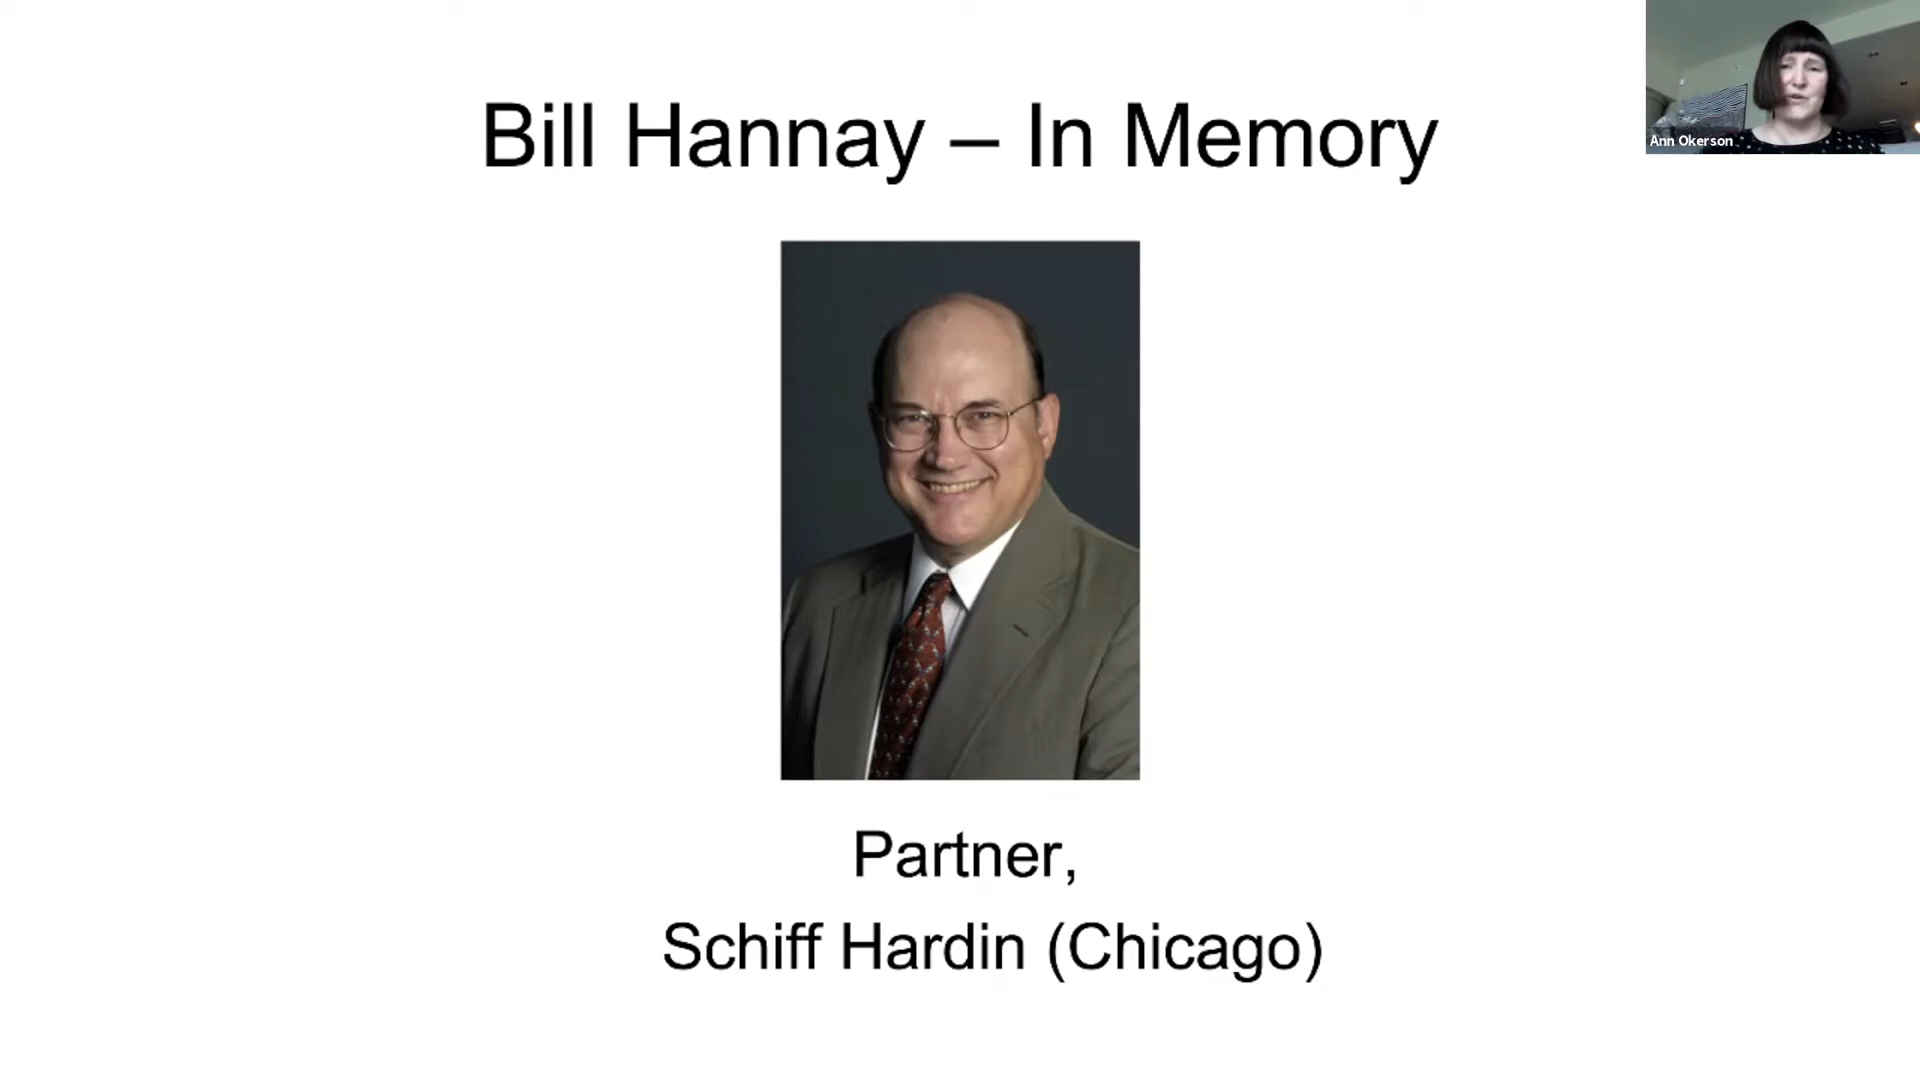 Bill Hannay – In Memory
Ann Okerson
Partner,
Schiff Hardin (Chicago)